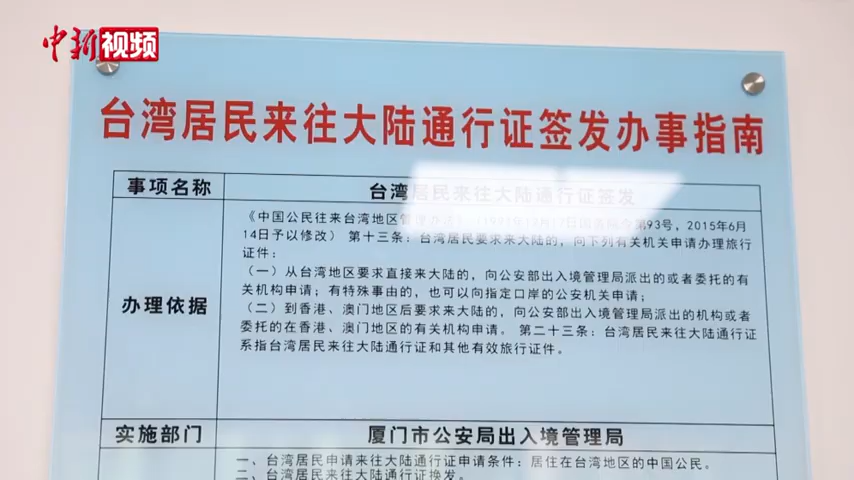 中新视频
台湾居民来往大陆通行证签发办事指南
事项名称
台湾居民来往大陆通行证签发
办理依据
《中国公民往来台湾地区管理办法》(1991年12月17日国务院令第93号，2015年6月
14日予以修改） 第十三条：台湾居民要求来大陆的，向下列有关机关申请办理旅行
证件：
（一）从台湾地区要求直接来大陆的，向公安部出入境管理局派出的或者委托的有
关机构申请；有特殊事由的，也可以向指定口岸的公安机关申请；
（二）到香港、澳门地区后要求来大陆的，向公安部出入境管理局派出的机构或者
委托的在香港、澳门地区的有关机构申请。 第二十三条：台湾居民来往大陆通行证
系指台湾居民来往大陆通行证和其他有效旅行证件。
实施部门
厦门市公安局出入境管理局
一、台湾居民申请来往大陆通行证申请条件：居住在台湾地区的中国公民。
二、台湾居民来往大陆通行证换发。